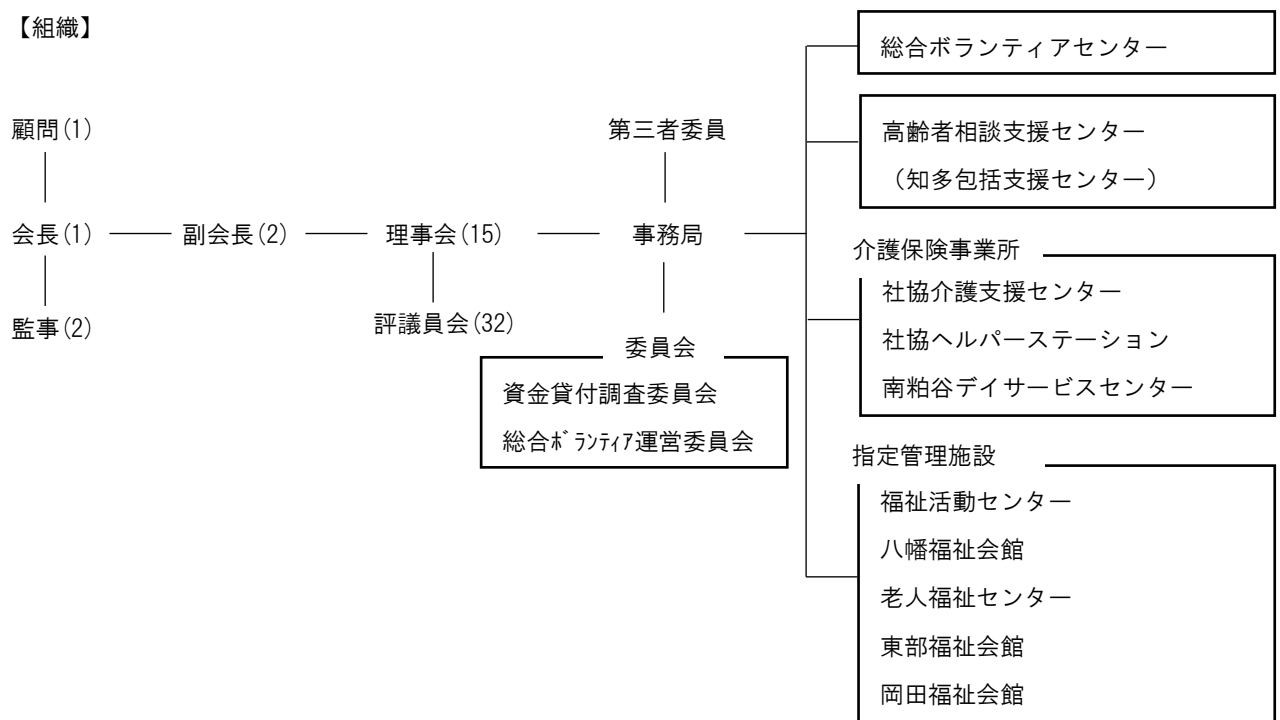 【組織】
顧問(1)
会長(1)
監事(2)
副会長(2)
理事会(15)
評議員会(32)
第三者委員
事務局
委員会
資金貸付調査委員会
総合ﾎﾞﾗﾝﾃｨｱ運営委員会
総合ボランティアセンター
高齢者相談支援センター
（知多包括支援センター）
介護保険事業所
社協介護支援センター
社協ヘルパーステーション
南粕谷デイサービスセンター
指定管理施設
福祉活動センター
八幡福祉会館
老人福祉センター
東部福祉会館
岡田福祉会館